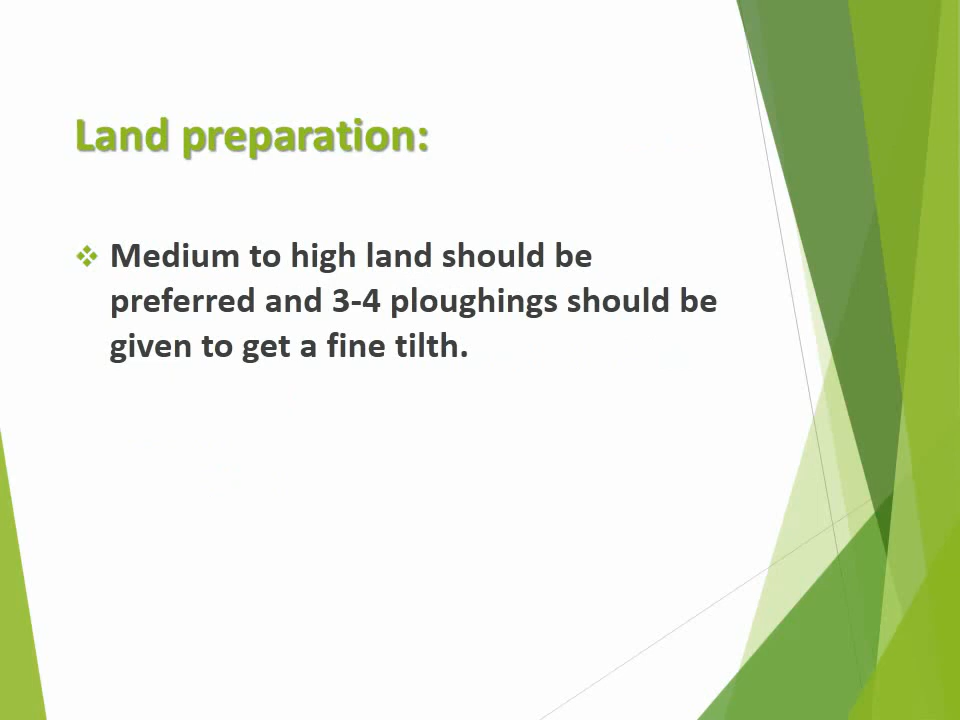 Land preparation:
Medium to high land should be
preferred and 3-4 ploughings should be
given to get a fine tilth.